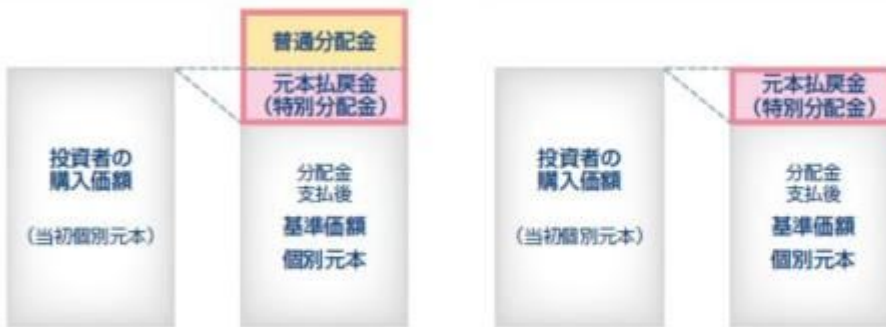 普通分配金
元本払戻金
（特別分配金）
投資者の
購入価額
（当初個別元本）
分配金
支払後
基準価額
個別元本
元本払戻金
（特別分配金）
投資者の
購入価額
（当初個別元本）
分配金
支払後
基準価額
個別元本